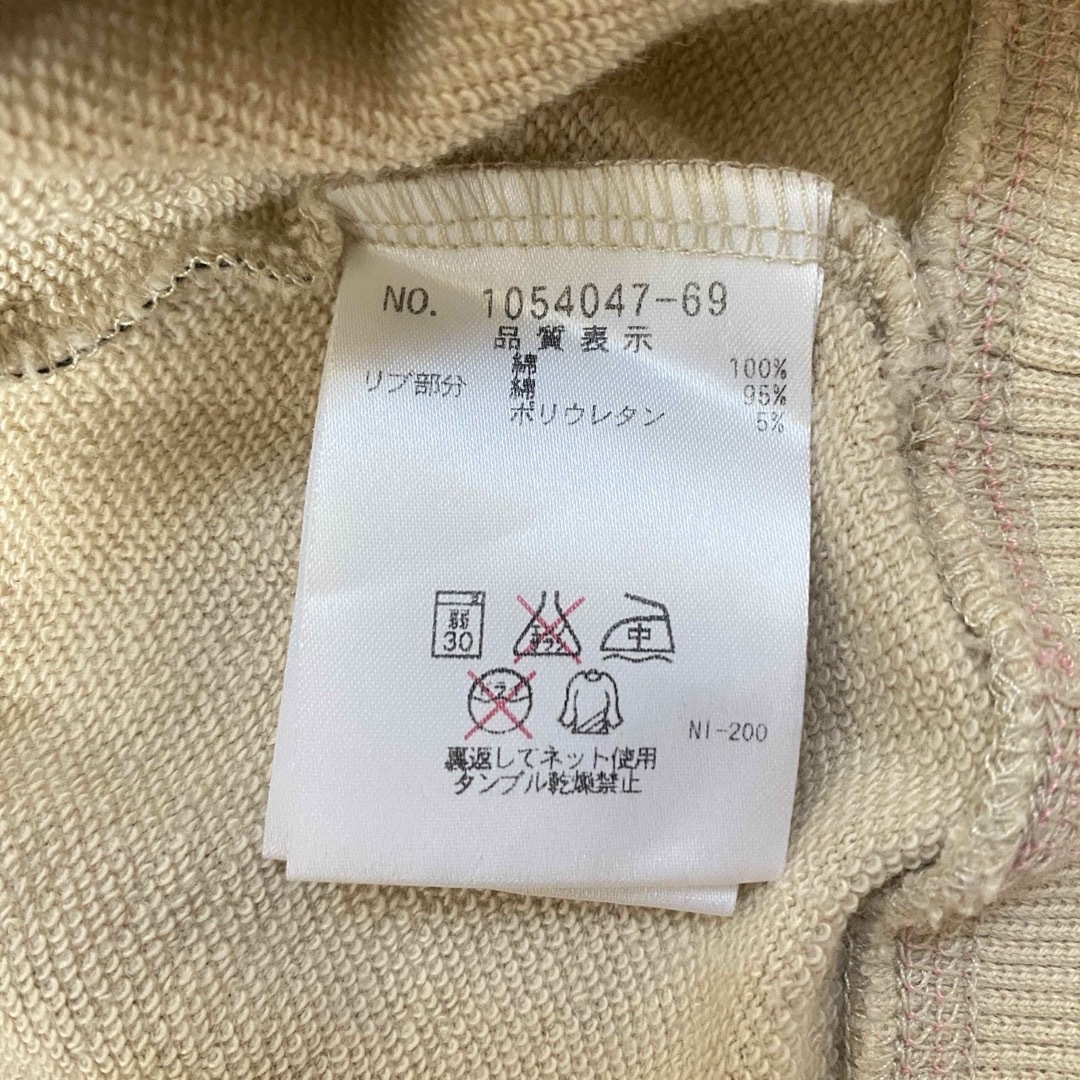 NO. 1054047-69
品質表示
綿 100%
リブ部分 綿 95%
ポリウレタン 5%
弱 30 中
NI-200
裏返してネット使用
タンブル乾燥禁止